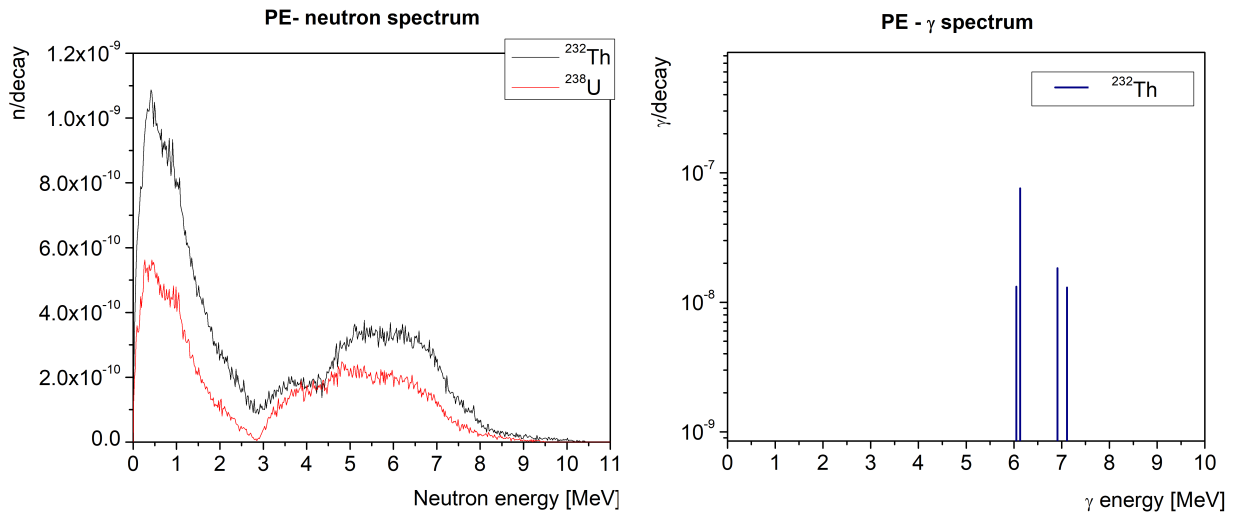 PE- neutron spectrum
n/decay
1.2x10⁻⁹
1.0x10⁻⁹
8.0x10⁻¹⁰
6.0x10⁻¹⁰
4.0x10⁻¹⁰
2.0x10⁻¹⁰
0.0
²³²Th
²³⁸U
0 1 2 3 4 5 6 7 8 9 10 11
Neutron energy [MeV]
PE - γ spectrum
γ/decay
10⁻⁷
10⁻⁸
10⁻⁹
²³²Th
0 1 2 3 4 5 6 7 8 9 10
γ energy [MeV]